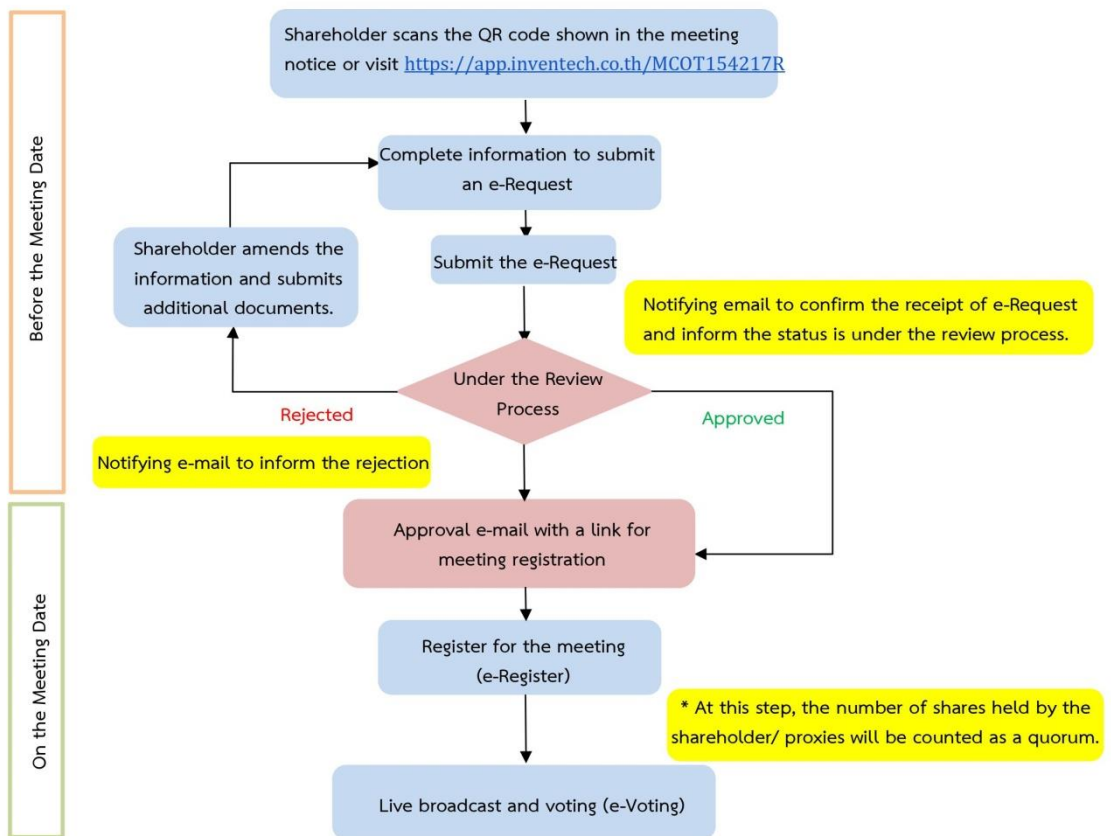 Shareholder scans the QR code shown in the meeting
notice or visit https://app.inventech.co.th/MCOT154217R
Before the Meeting Date
Complete information to submit
an e-Request
Shareholder amends the
information and submits
additional documents.
Submit the e-Request
Notifying email to confirm the receipt of e-Request
and inform the status is under the review process.
Under the Review
Process
Rejected
Approved
Notifying e-mail to inform the rejection
On the Meeting Date
Approval e-mail with a link for
meeting registration
Register for the meeting
(e-Register)
* At this step, the number of shares held by the
shareholder/ proxies will be counted as a quorum.
Live broadcast and voting (e-Voting)